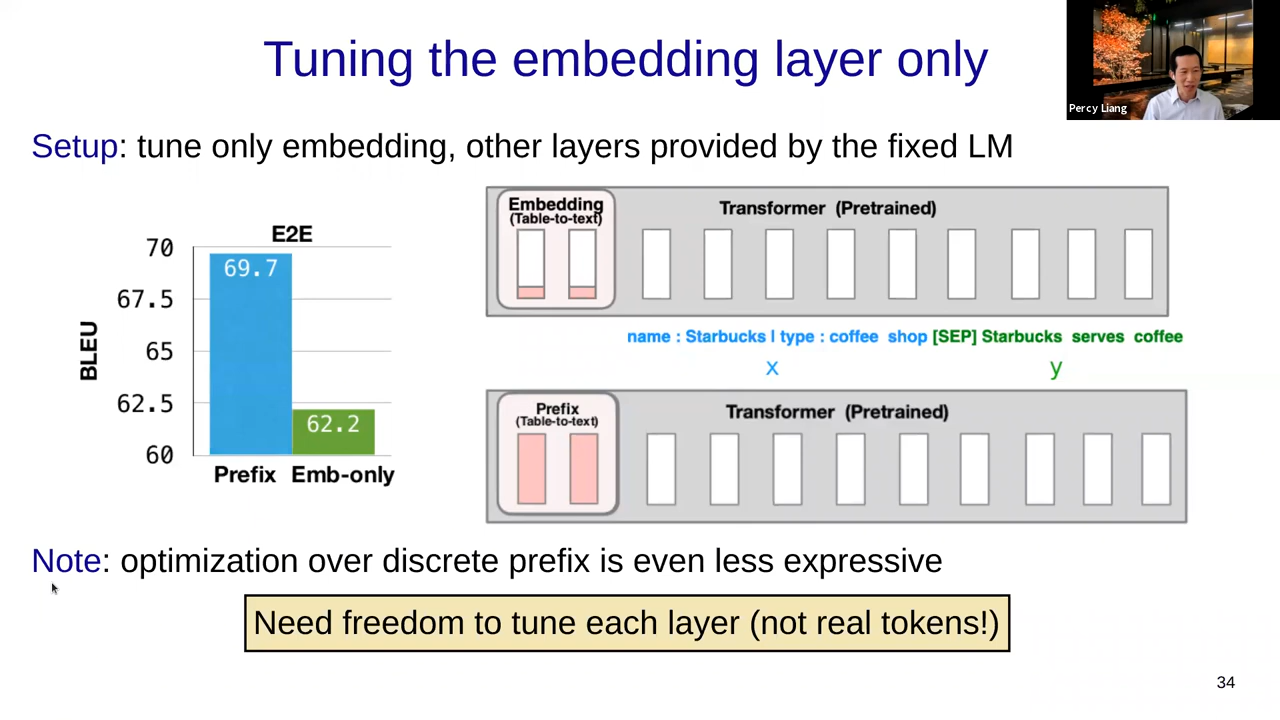 Tuning the embedding layer only
Percy Liang
Setup: tune only embedding, other layers provided by the fixed LM
E2E
BLEU
70
67.5
65
62.5
60
69.7
62.2
Prefix Emb-only
Embedding
(Table-to-text)
Transformer (Pretrained)
name : Starbucks | type : coffee shop [SEP] Starbucks serves coffee
x y
Prefix
(Table-to-text)
Transformer (Pretrained)
Note: optimization over discrete prefix is even less expressive
Need freedom to tune each layer (not real tokens!)
34